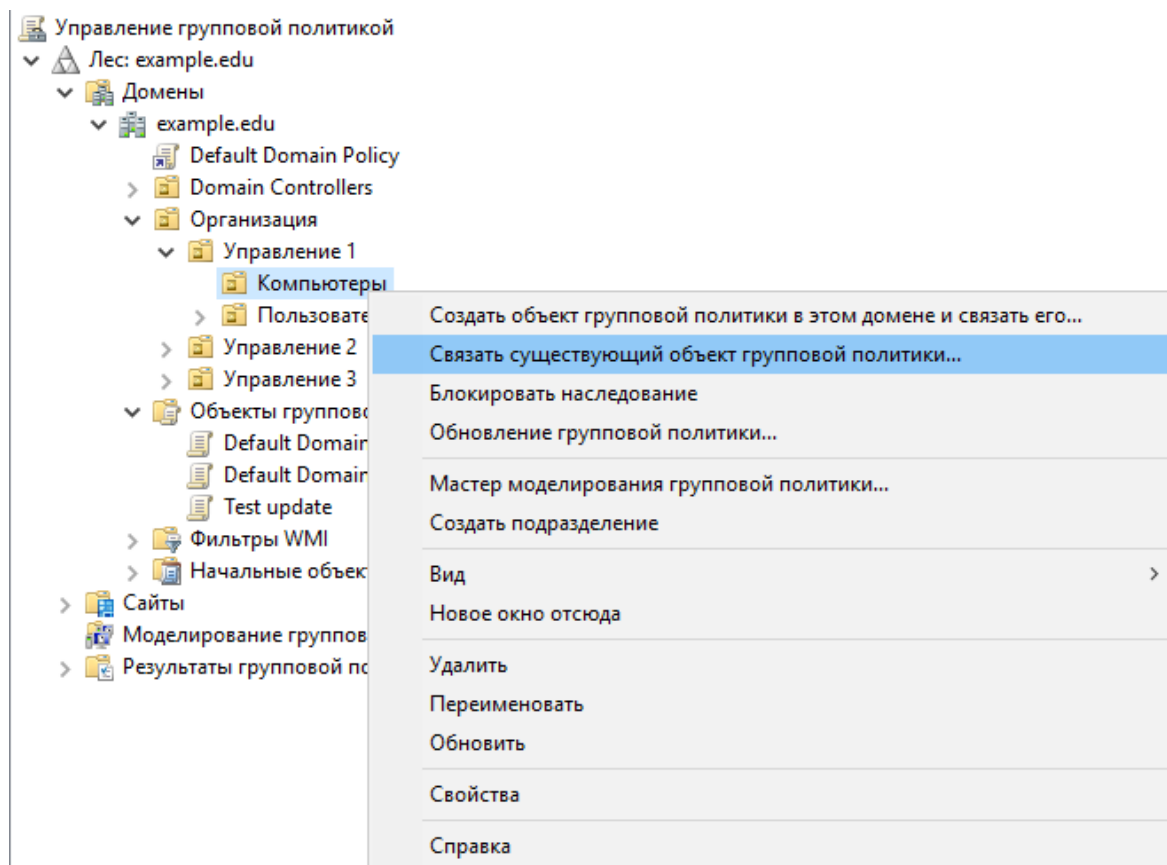 Управление групповой политикой
Лес: example.edu
Домены
example.edu
Default Domain Policy
Domain Controllers
Организация
Управление 1
Компьютеры
Пользовате
Управление 2
Управление 3
Объекты группово
Default Domain
Default Domain
Test update
Фильтры WMI
Начальные объек
Сайты
Моделирование группов
Результаты групповой по
Создать объект групповой политики в этом домене и связать его...
Связать существующий объект групповой политики...
Блокировать наследование
Обновление групповой политики...
Мастер моделирования групповой политики...
Создать подразделение
Вид
Новое окно отсюда
Удалить
Переименовать
Обновить
Свойства
Справка